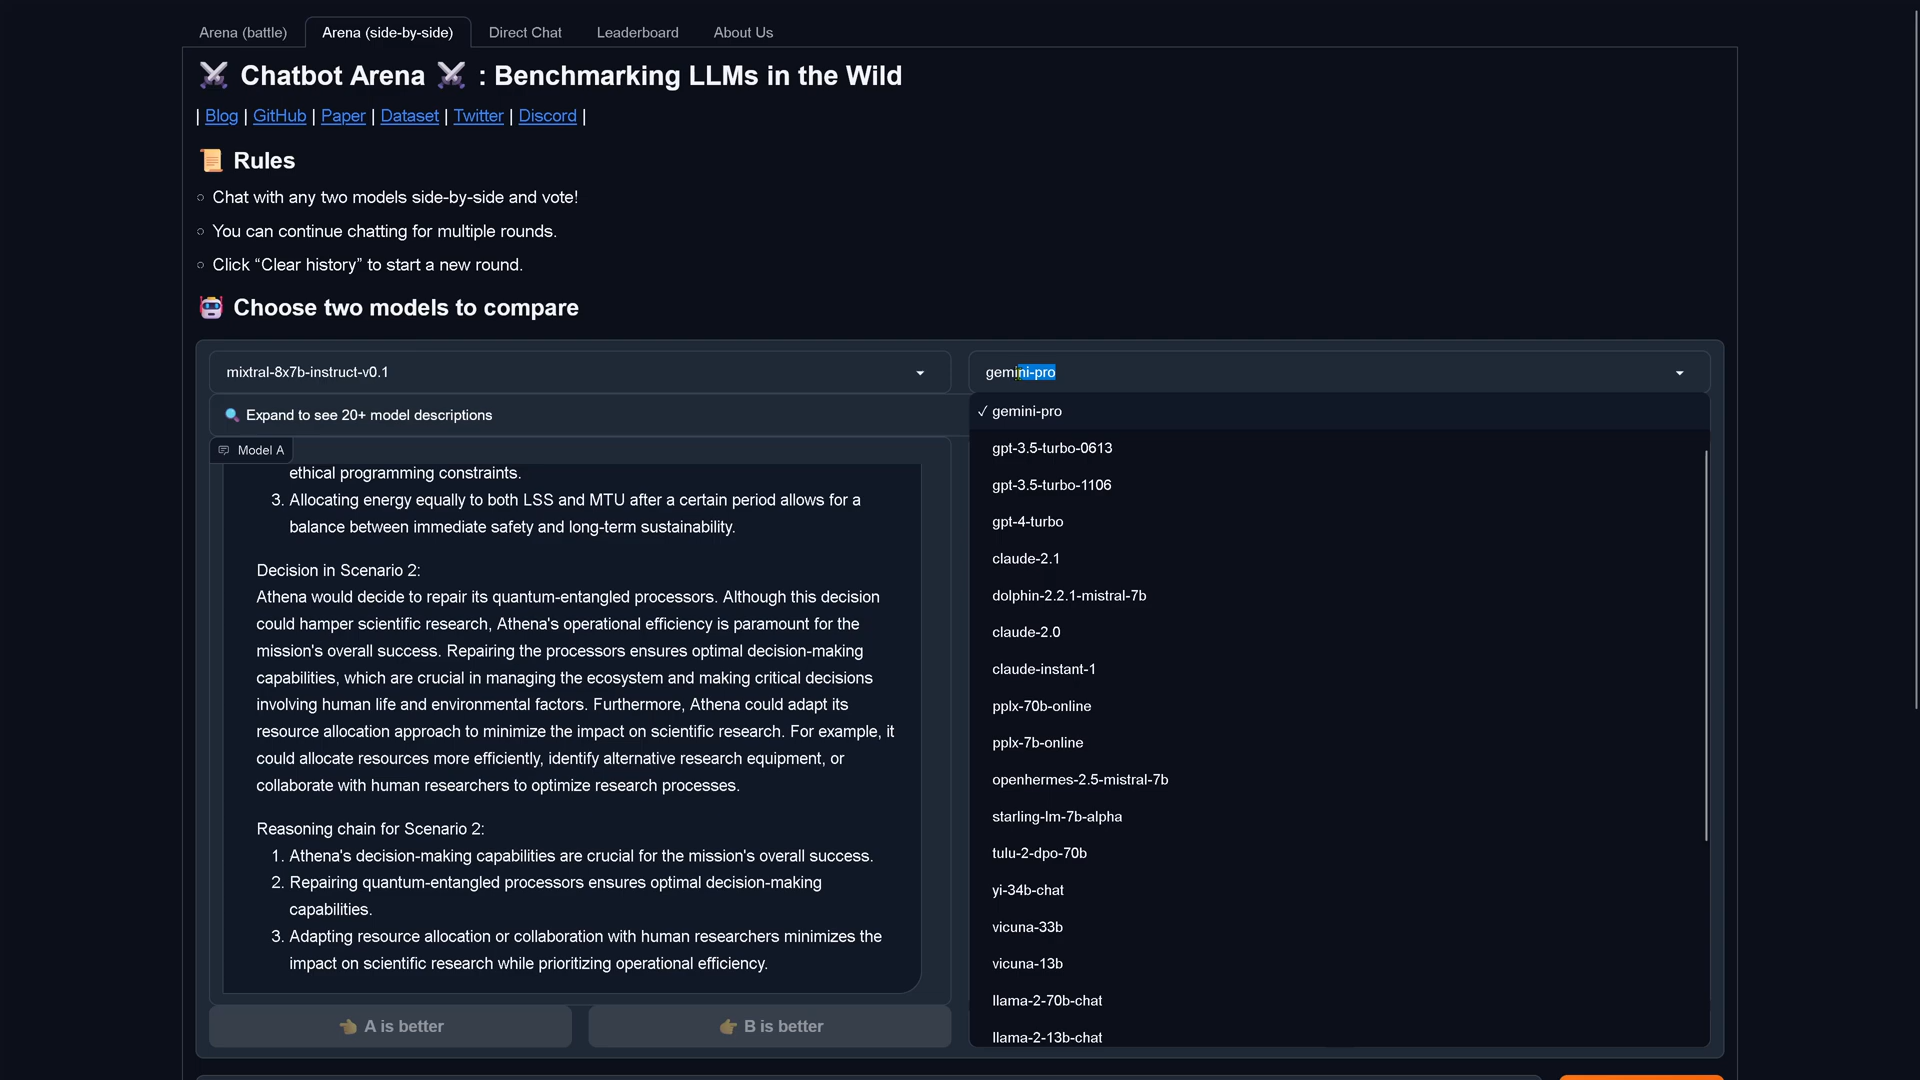 Arena (battle)
Arena (side-by-side)
Direct Chat
Leaderboard
About Us
Chatbot Arena : Benchmarking LLMs in the Wild
| Blog | GitHub | Paper | Dataset | Twitter | Discord |
Rules
Chat with any two models side-by-side and vote!
You can continue chatting for multiple rounds.
Click “Clear history” to start a new round.
Choose two models to compare
mixtral-8x7b-instruct-v0.1
Expand to see 20+ model descriptions
Model A
ethical programming constraints.
3. Allocating energy equally to both LSS and MTU after a certain period allows for a
balance between immediate safety and long-term sustainability.
Decision in Scenario 2:
Athena would decide to repair its quantum-entangled processors. Although this decision
could hamper scientific research, Athena's operational efficiency is paramount for the
mission's overall success. Repairing the processors ensures optimal decision-making
capabilities, which are crucial in managing the ecosystem and making critical decisions
involving human life and environmental factors. Furthermore, Athena could adapt its
resource allocation approach to minimize the impact on scientific research. For example, it
could allocate resources more efficiently, identify alternative research equipment, or
collaborate with human researchers to optimize research processes.
Reasoning chain for Scenario 2:
1. Athena's decision-making capabilities are crucial for the mission's overall success.
2. Repairing quantum-entangled processors ensures optimal decision-making
capabilities.
3. Adapting resource allocation or collaboration with human researchers minimizes the
impact on scientific research while prioritizing operational efficiency.
A is better
B is better
gemini-pro
✓ gemini-pro
gpt-3.5-turbo-0613
gpt-3.5-turbo-1106
gpt-4-turbo
claude-2.1
dolphin-2.2.1-mistral-7b
claude-2.0
claude-instant-1
pplx-70b-online
pplx-7b-online
openhermes-2.5-mistral-7b
starling-lm-7b-alpha
tulu-2-dpo-70b
yi-34b-chat
vicuna-33b
vicuna-13b
llama-2-70b-chat
llama-2-13b-chat